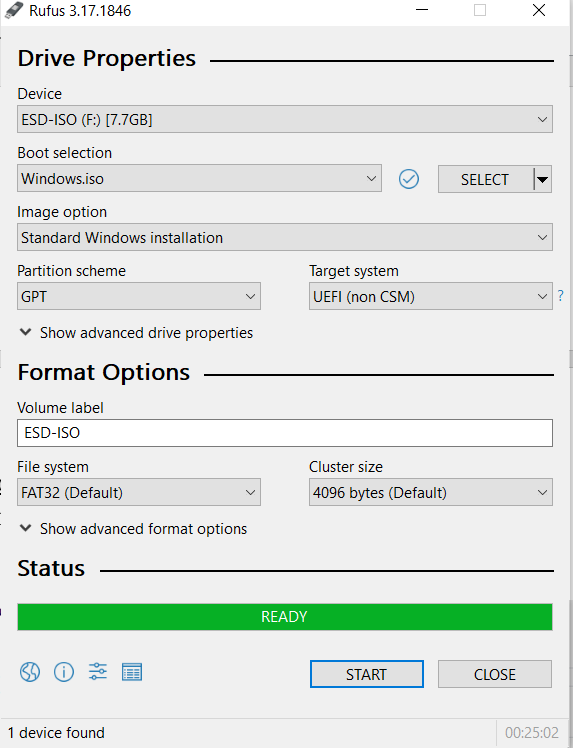 Rufus 3.17.1846
Drive Properties
Device
ESD-ISO (F:) [7.7GB]
Boot selection
Windows.iso
SELECT
Image option
Standard Windows installation
Partition scheme
Target system
GPT
UEFI (non CSM)
?
Show advanced drive properties
Format Options
Volume label
ESD-ISO
File system
Cluster size
FAT32 (Default)
4096 bytes (Default)
Show advanced format options
Status
READY
START
CLOSE
1 device found
00:25:02